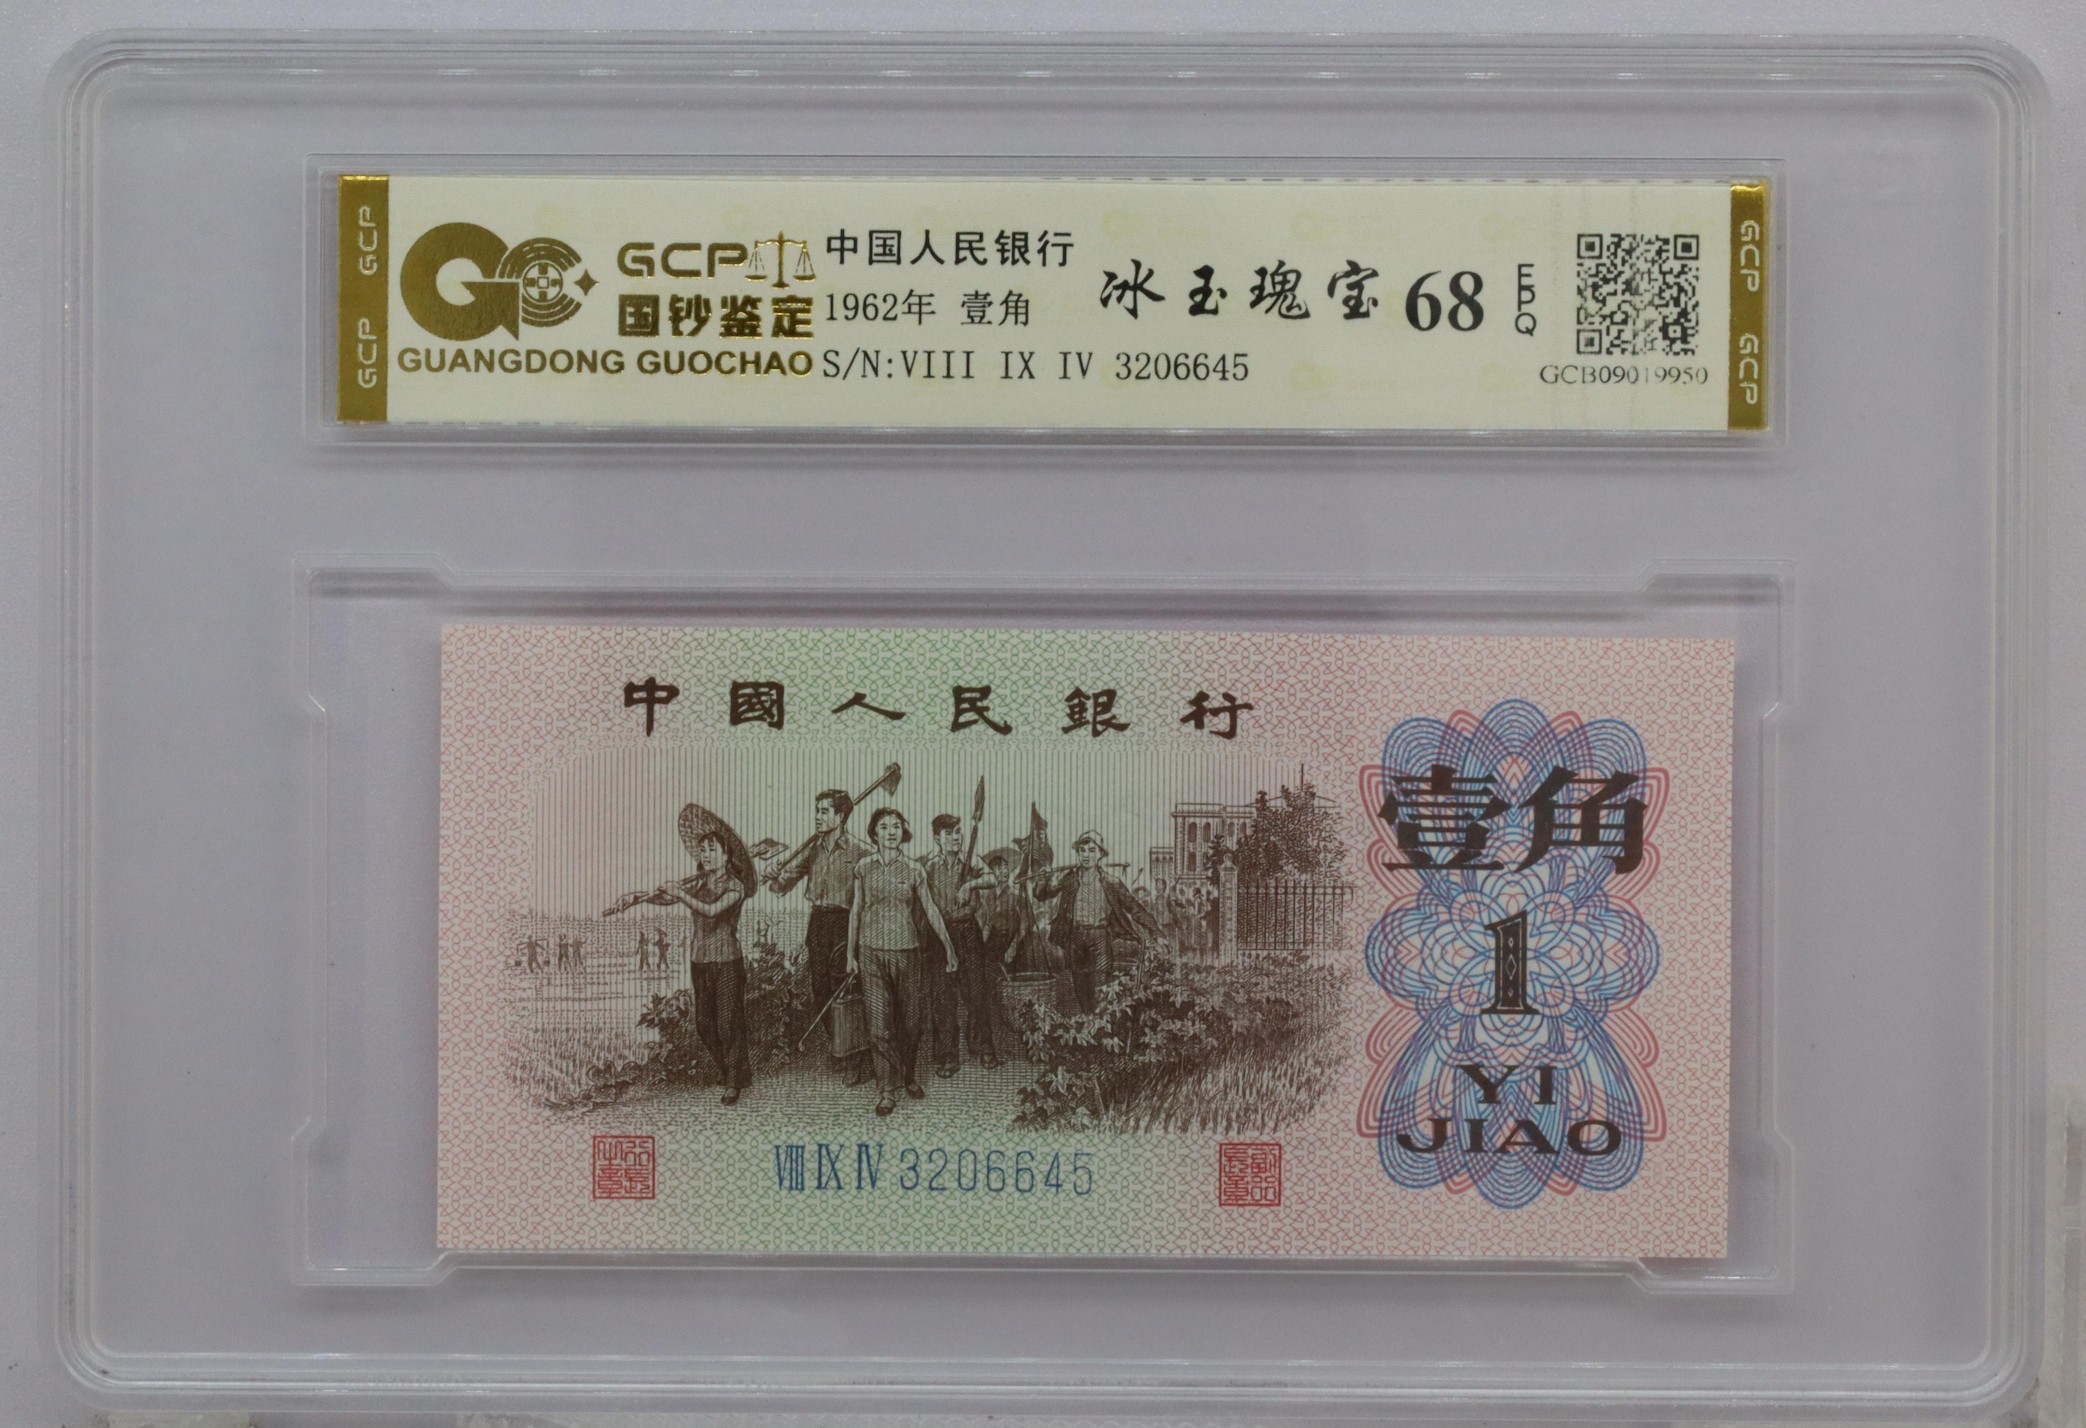 GCP GCP
GCP
国钞鉴定
GUANGDONG GUOCHAO
中国人民银行
1962年 壹角
S/N:VIII IX IV 3206645
冰玉瑰宝 68
EPQ
GCB09019950
GCP GCP
中國人民銀行
壹角
1
YI
JIAO
VIII IX IV 3206645